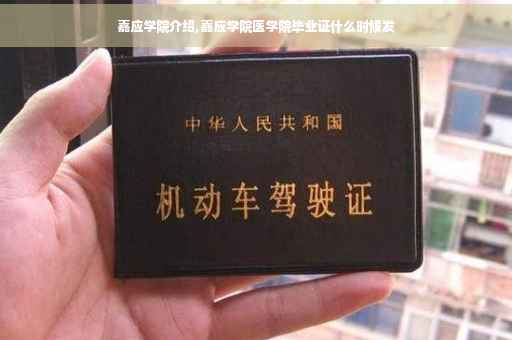 嘉应学院介绍,嘉应学院医学院毕业证什么时候发
中华人民共和国
机动车驾驶证